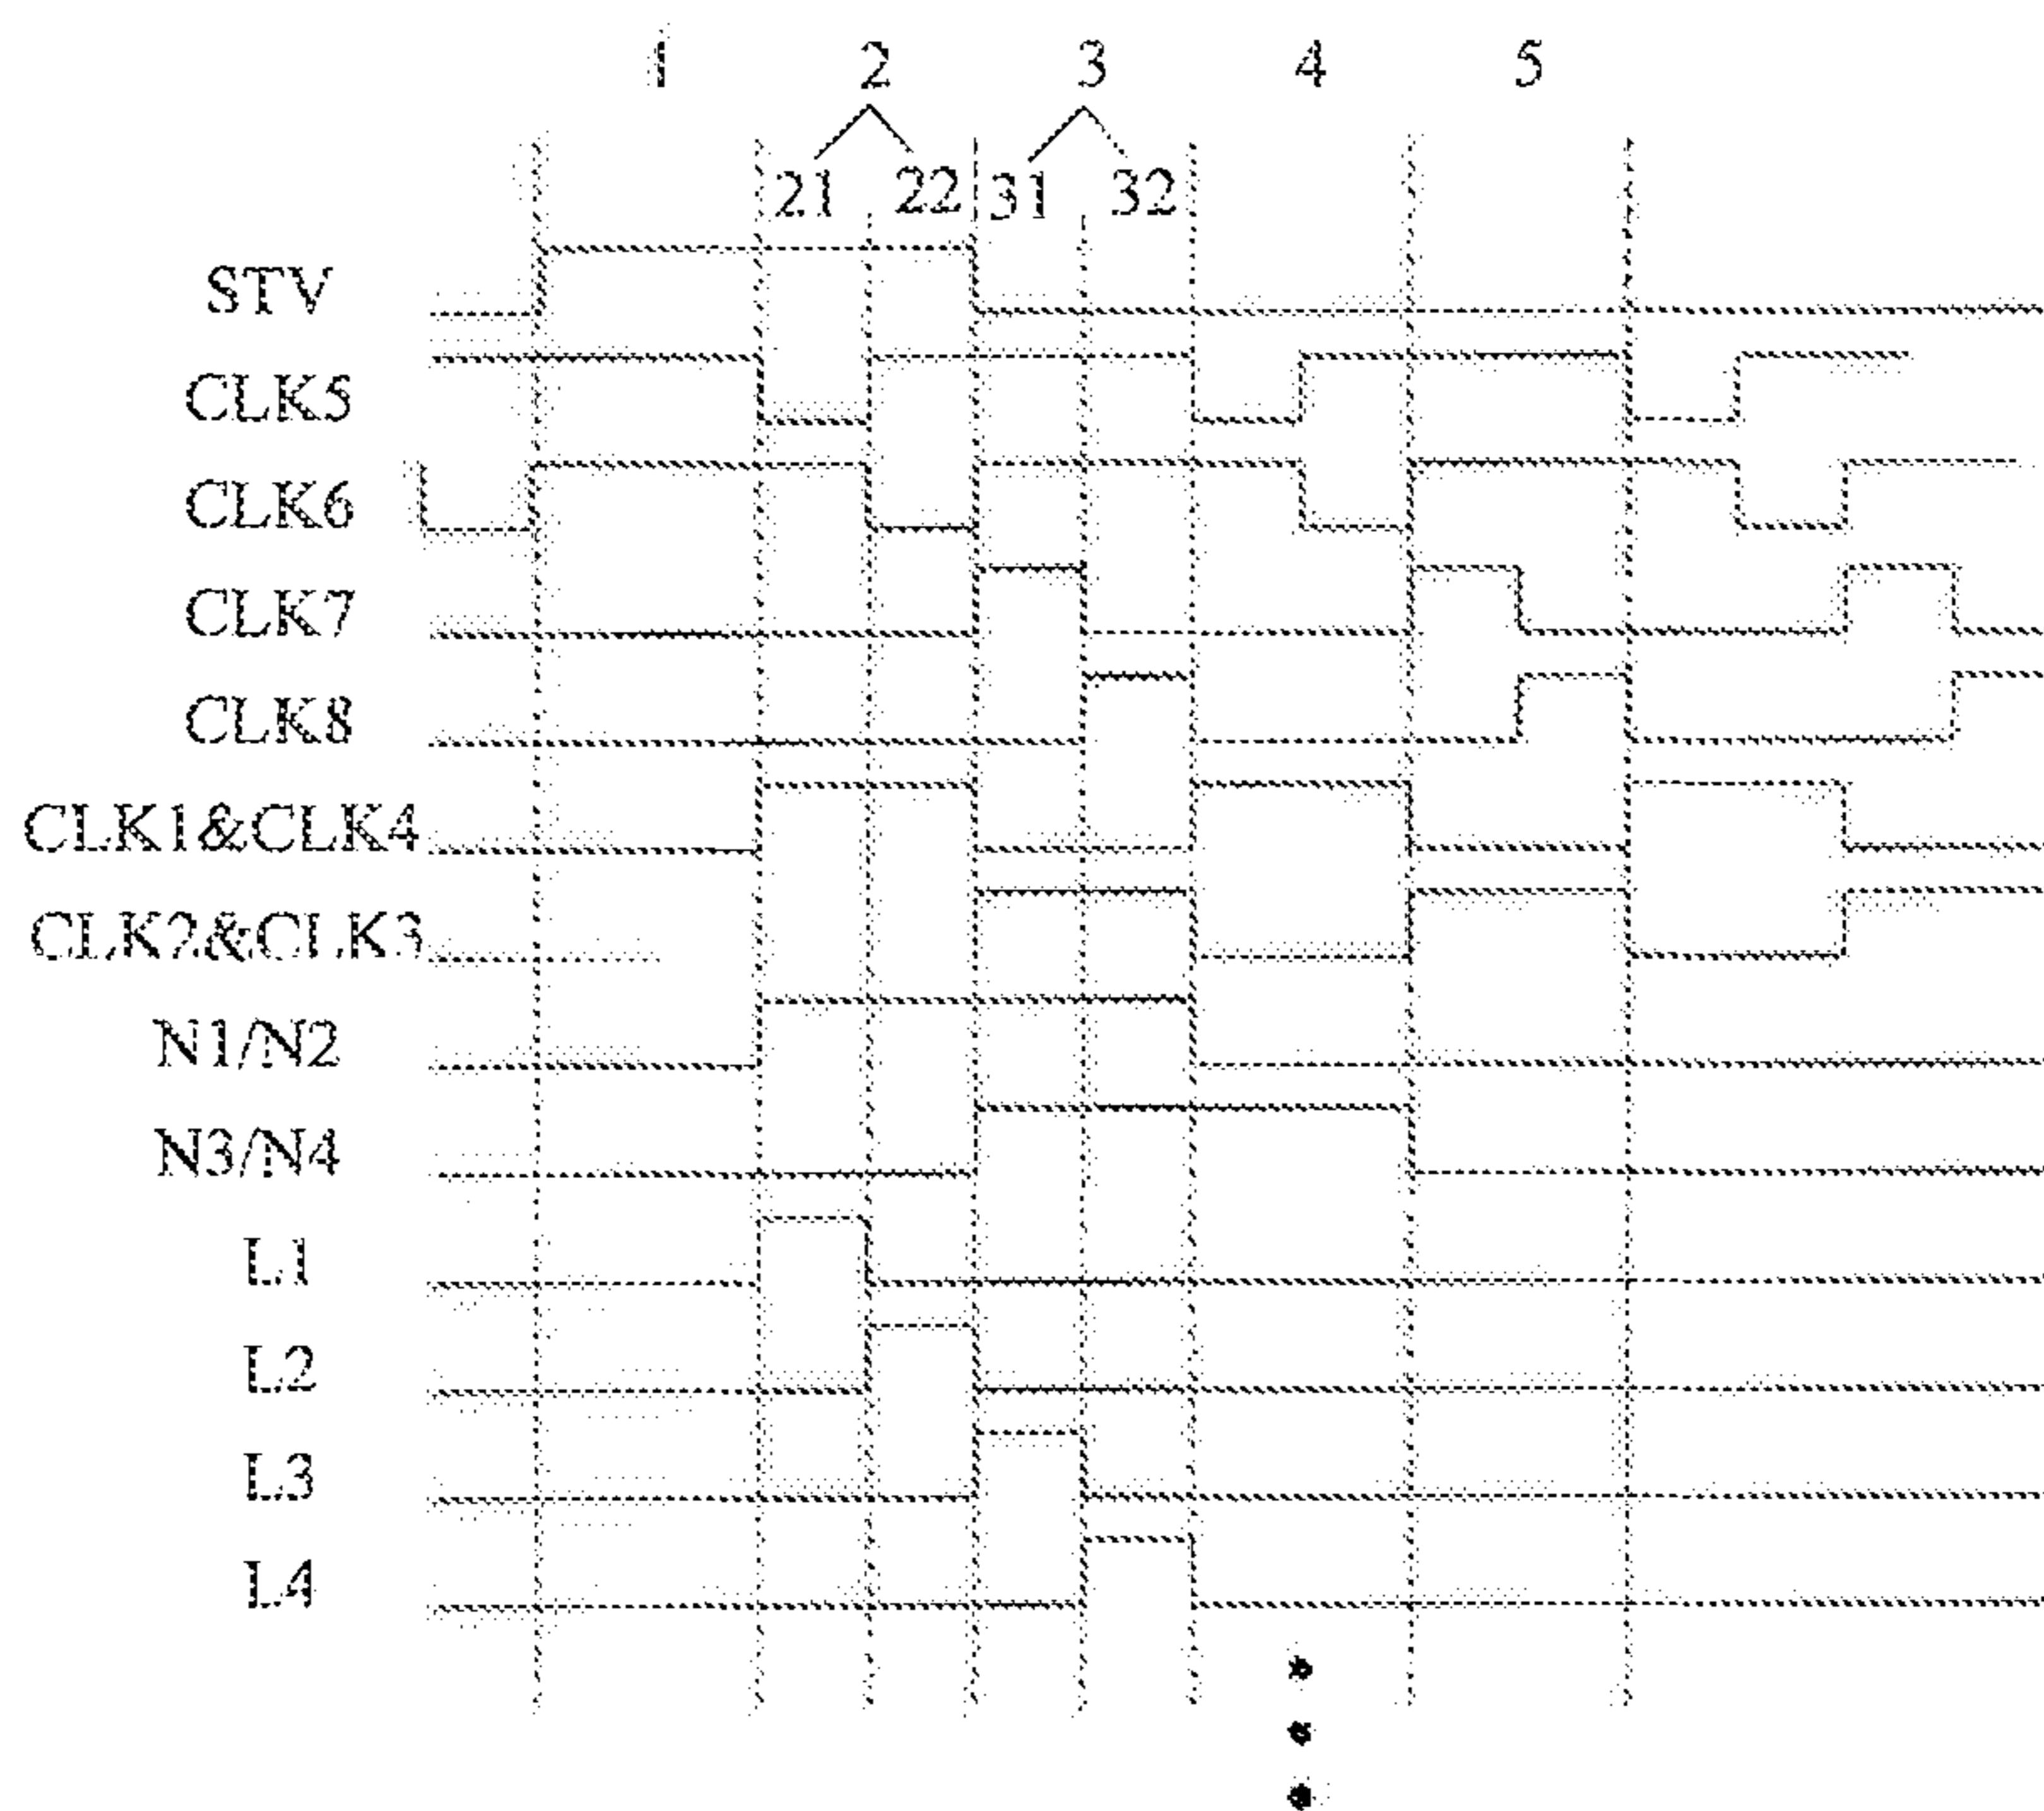 1 2 3 4 5
21 22 31 32
STV
CLK5
CLK6
CLK7
CLK8
CLK1&CLK4
CLK2&CLK3
N1/N2
N3/N4
L1
L2
L3
L4